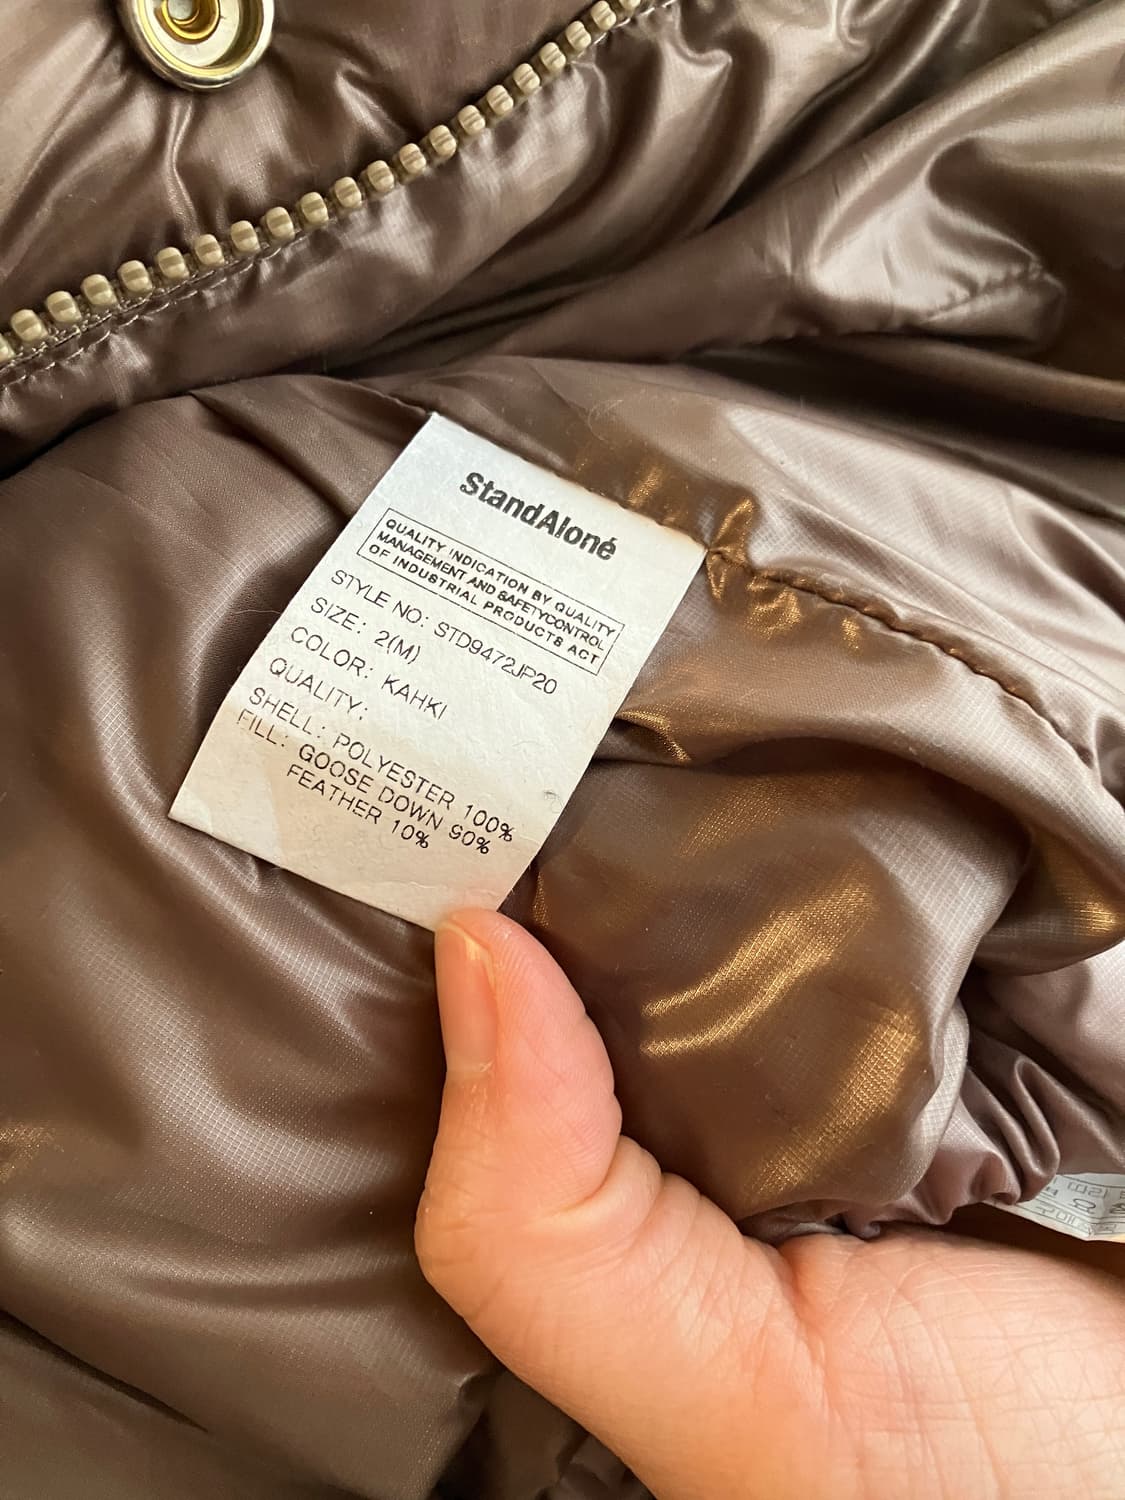 StandAloné
QUALITY INDICATION BY QUALITY
MANAGEMENT AND SAFETYCONTROL
OF INDUSTRIAL PRODUCTS ACT
STYLE NO: STD9472JP20
SIZE: 2(M)
COLOR: KAHKI
QUALITY:
SHELL: POLYESTER 100%
FILL: GOOSE DOWN 90%
FEATHER 10%